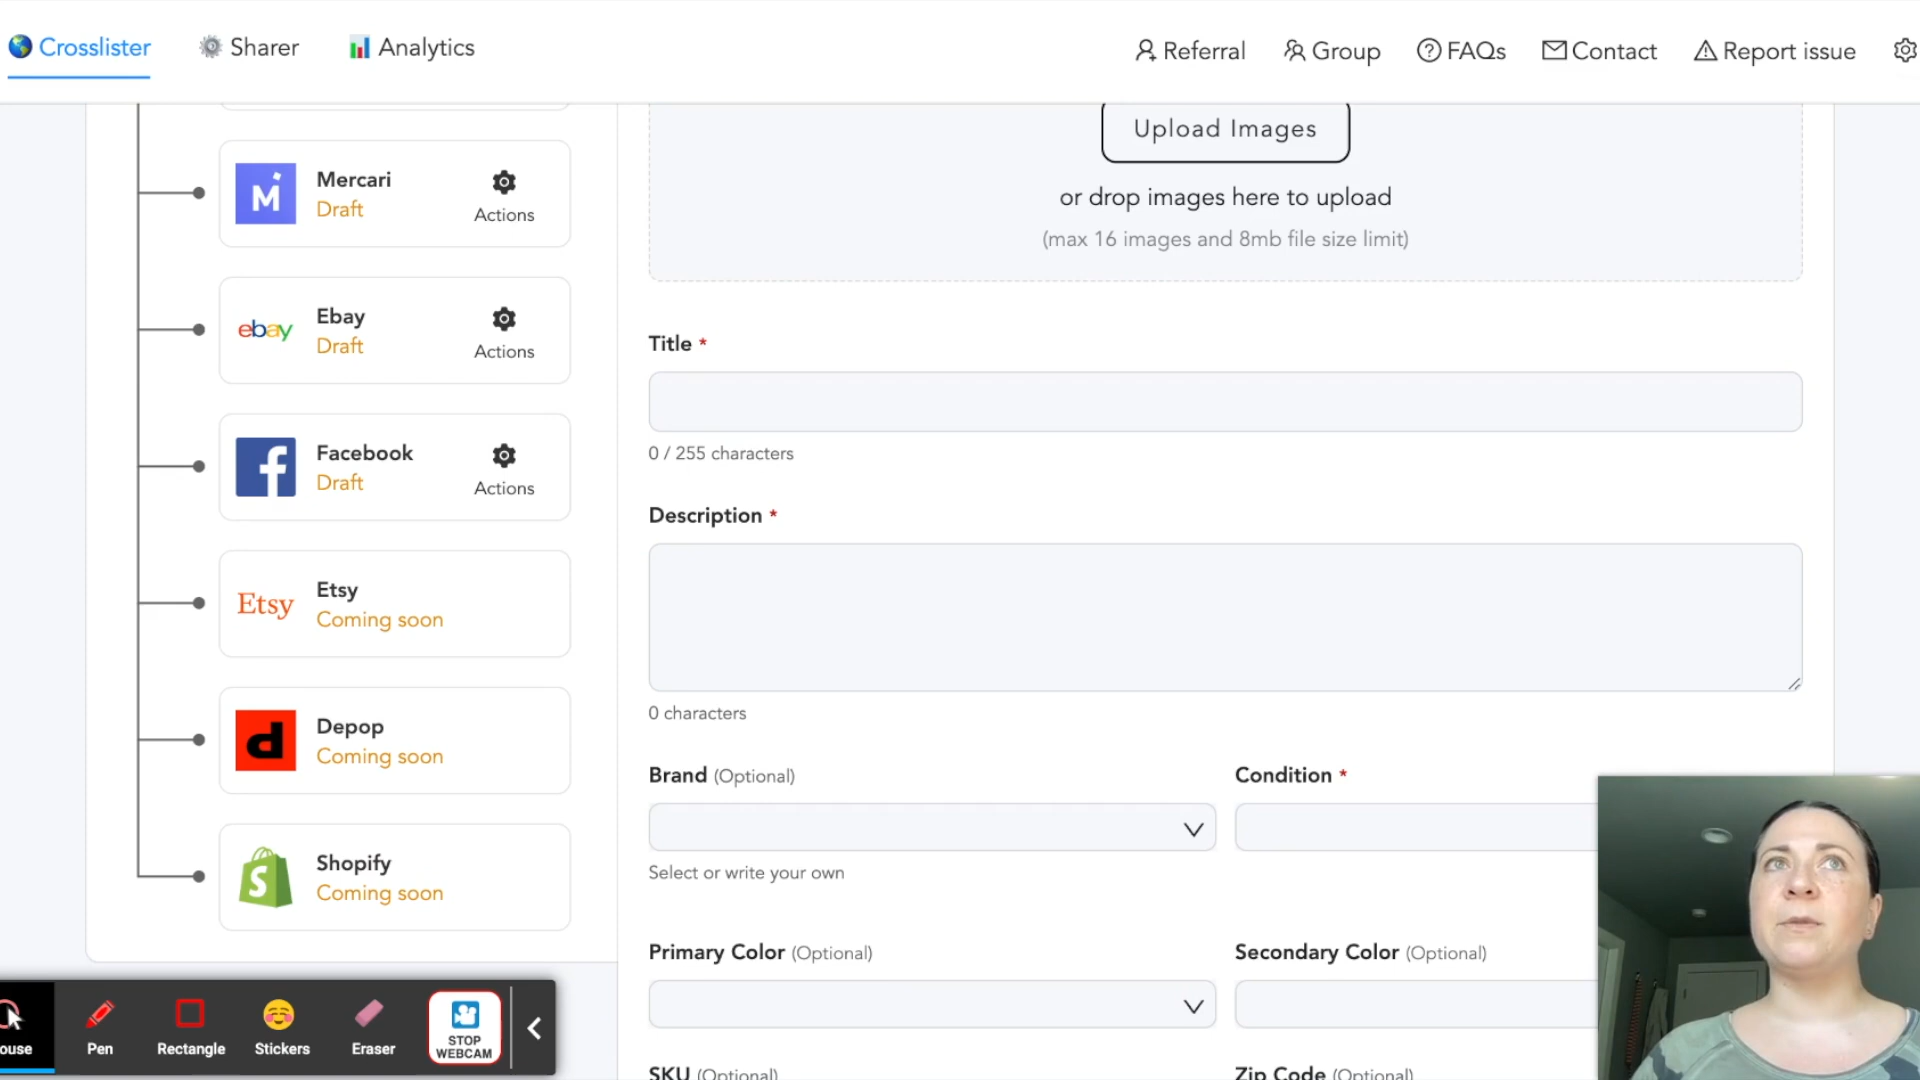 Crosslister
Sharer
Analytics
Referral
Group
FAQs
Contact
Report issue
Upload Images
or drop images here to upload
(max 16 images and 8mb file size limit)
M
Mercari
Draft
Actions
ebay
Ebay
Draft
Actions
f
Facebook
Draft
Actions
Etsy
Etsy
Coming soon
d
Depop
Coming soon
S
Shopify
Coming soon
Title *
0 / 255 characters
Description *
0 characters
Brand (Optional)
Select or write your own
Condition *
Primary Color (Optional)
Secondary Color (Optional)
SKU (Optional)
Zip Code (Optional)
ouse
Pen
Rectangle
Stickers
Eraser
STOP
WEBCAM